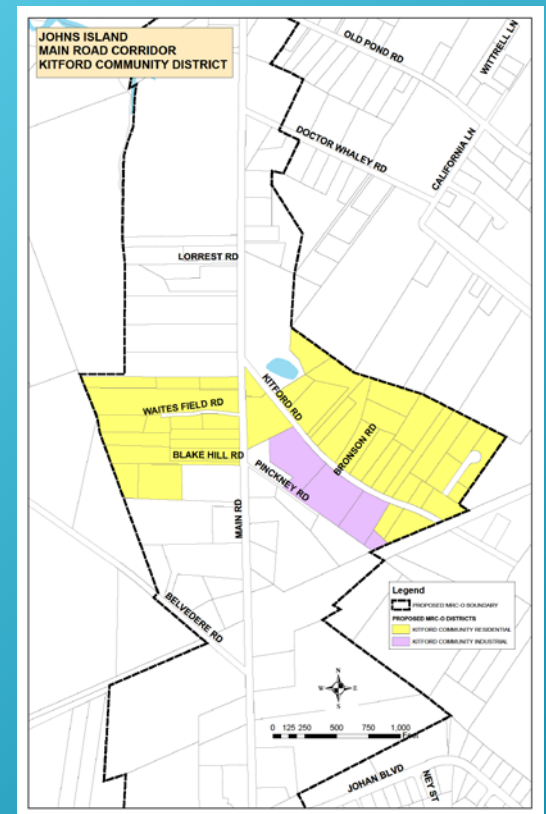 JOHNS ISLAND
MAIN ROAD CORRIDOR
KITFORD COMMUNITY DISTRICT
OLD POND RD
WITTRELL LN
DOCTOR WHALEY RD
CALIFORNIA LN
LORREST RD
KITFORD RD
WAITES FIELD RD
BRONSON RD
BLAKE HILL RD
PINCKNEY RD
MAIN RD
BELVEDERE RD
Legend
PROPOSED MRC-O BOUNDARY
PROPOSED MRC-O DISTRICTS
KITFORD COMMUNITY RESIDENTIAL
KITFORD COMMUNITY INDUSTRIAL
N
W E
S
0 125 250 500 750 1,000
Feet
JOHAN BLVD
NEY ST